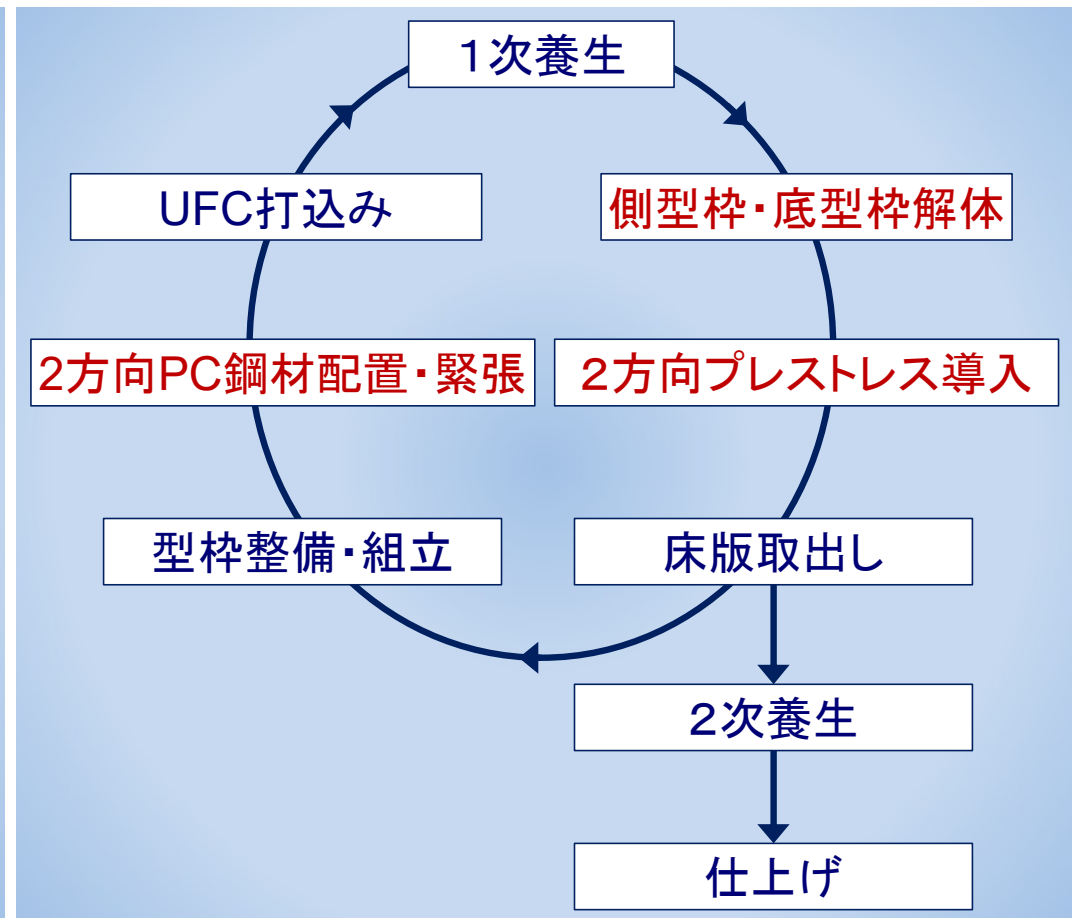 １次養生
UFC打込み
側型枠・底型枠解体
2方向PC鋼材配置・緊張
２方向プレストレス導入
型枠整備・組立
床版取出し
２次養生
仕上げ